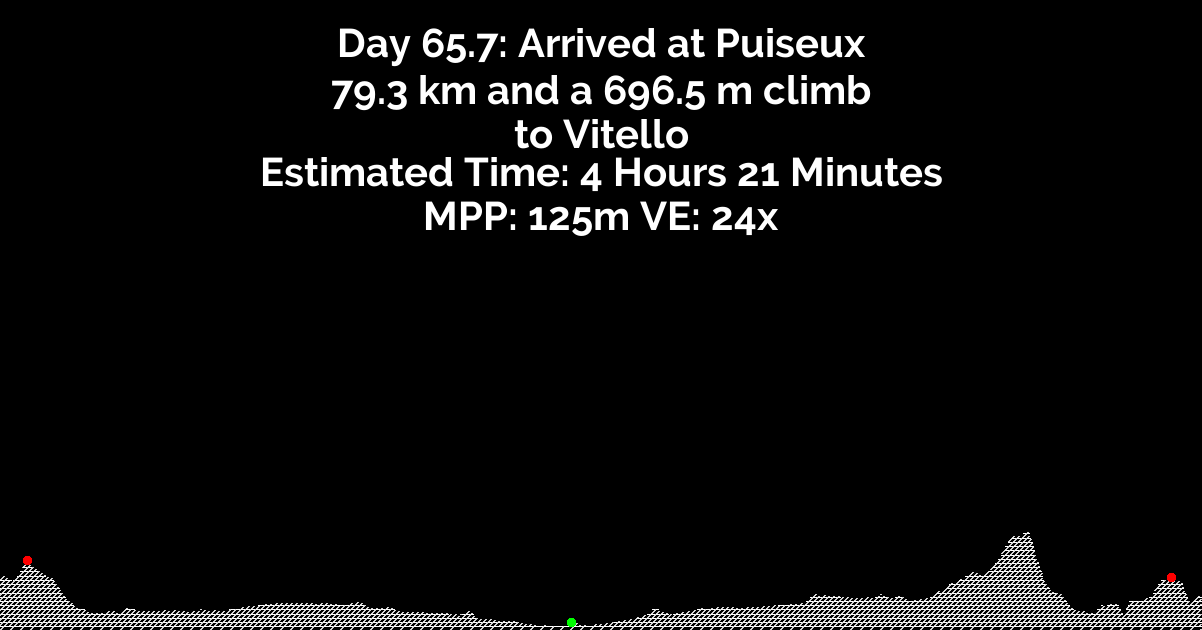 Day 65.7: Arrived at Puiseux
79.3 km and a 696.5 m climb
to Vitello
Estimated Time: 4 Hours 21 Minutes
MPP: 125m VE: 24x